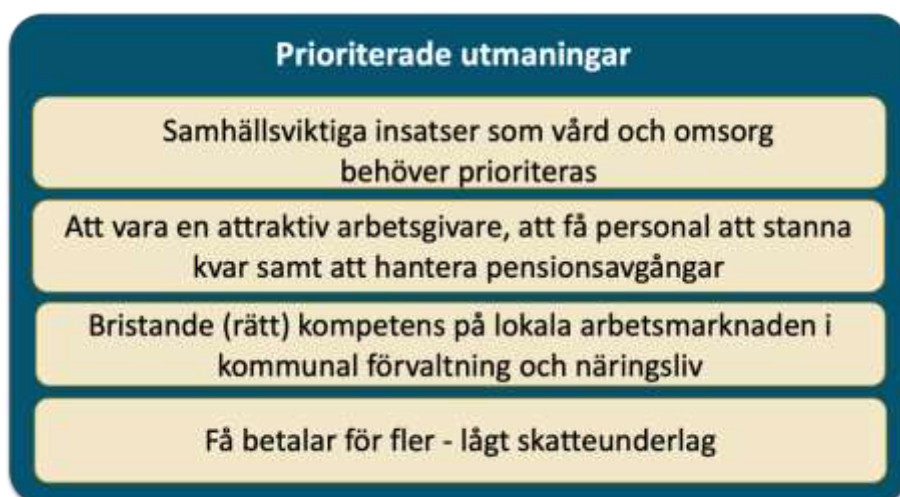 Prioriterade utmaningar
Samhällsviktiga insatser som vård och omsorg
behöver prioriteras
Att vara en attraktiv arbetsgivare, att få personal att stanna
kvar samt att hantera pensionsavgångar
Bristande (rätt) kompetens på lokala arbetsmarknaden i
kommunal förvaltning och näringsliv
Få betalar för fler - lågt skatteunderlag